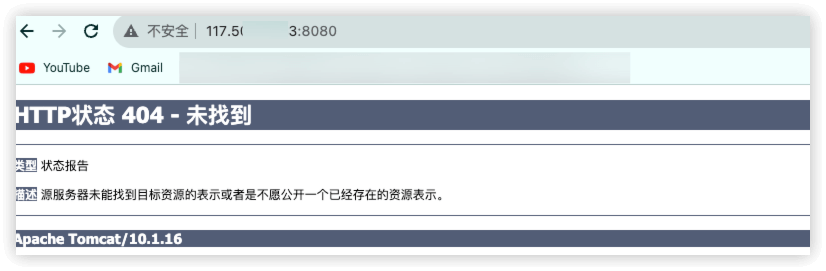 不安全 117.50 3:8080
YouTube Gmail
HTTP状态 404 - 未找到
类型 状态报告
描述 源服务器未能找到目标资源的表示或者是不愿公开一个已经存在的资源表示。
Apache Tomcat/10.1.16